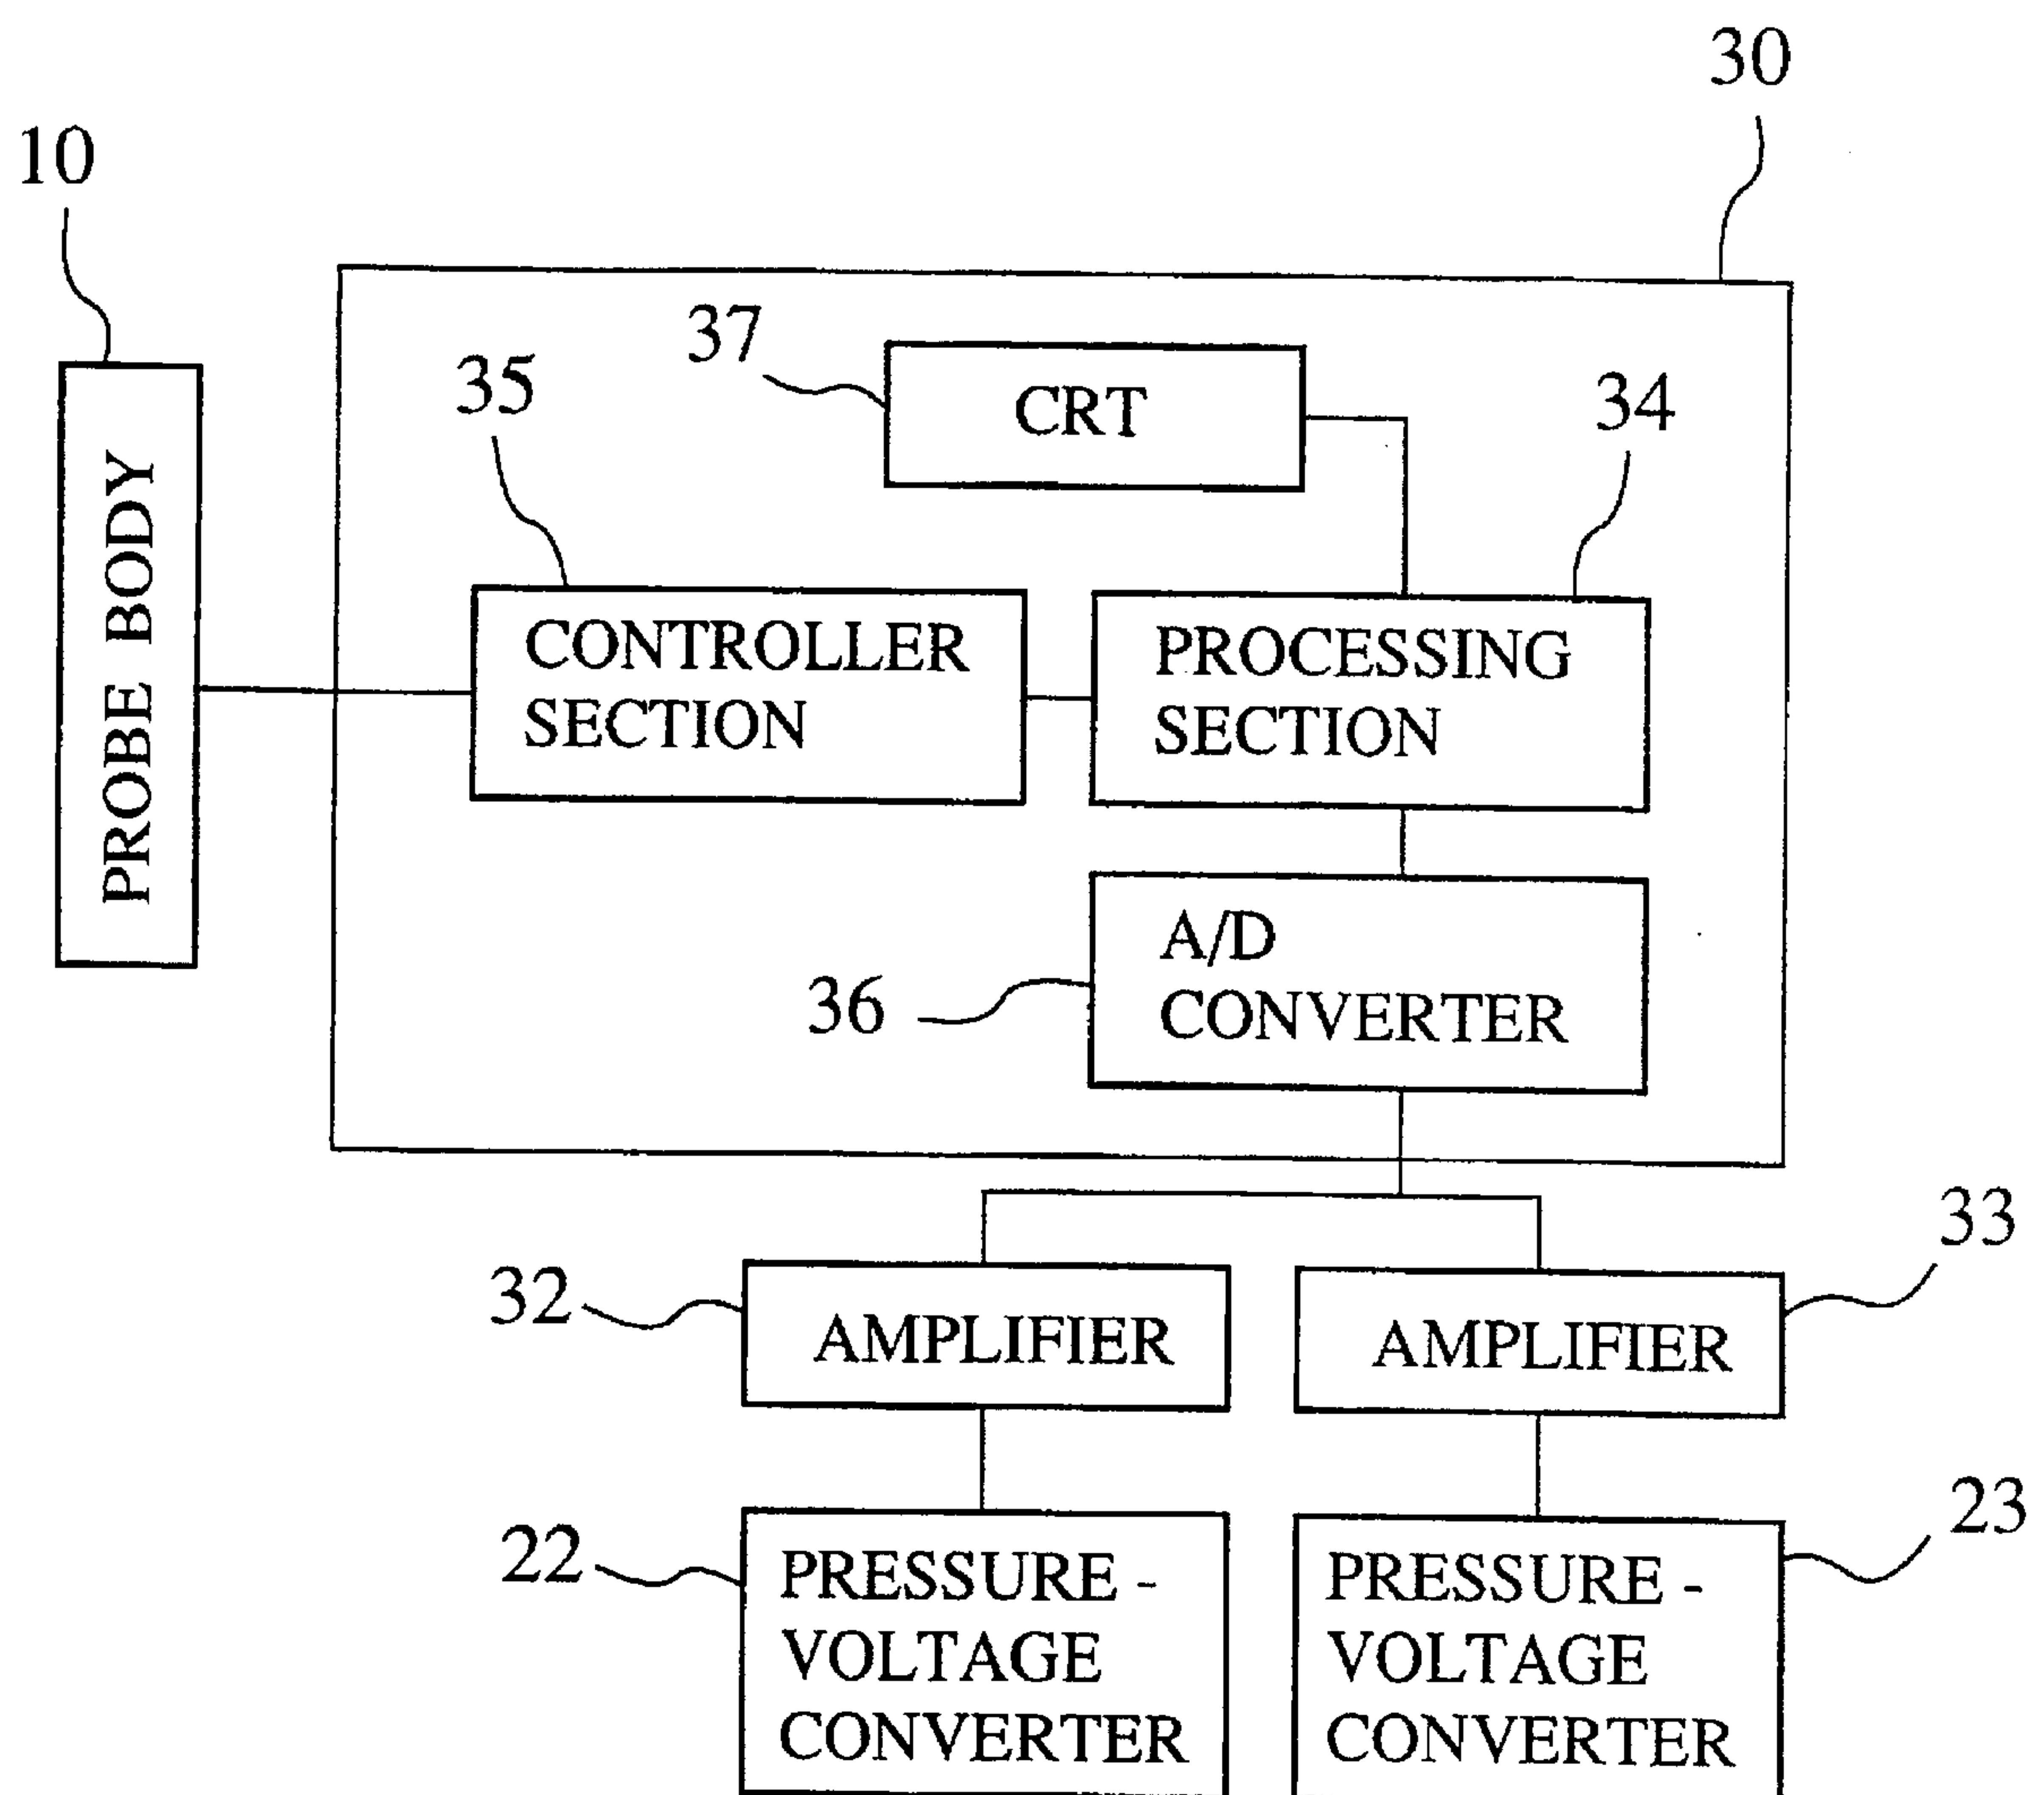 30
10
37
CRT
35
34
PROBE BODY
CONTROLLER
SECTION
PROCESSING
SECTION
A/D
CONVERTER
36
33
32
AMPLIFIER
AMPLIFIER
23
22
PRESSURE -
VOLTAGE
CONVERTER
PRESSURE -
VOLTAGE
CONVERTER